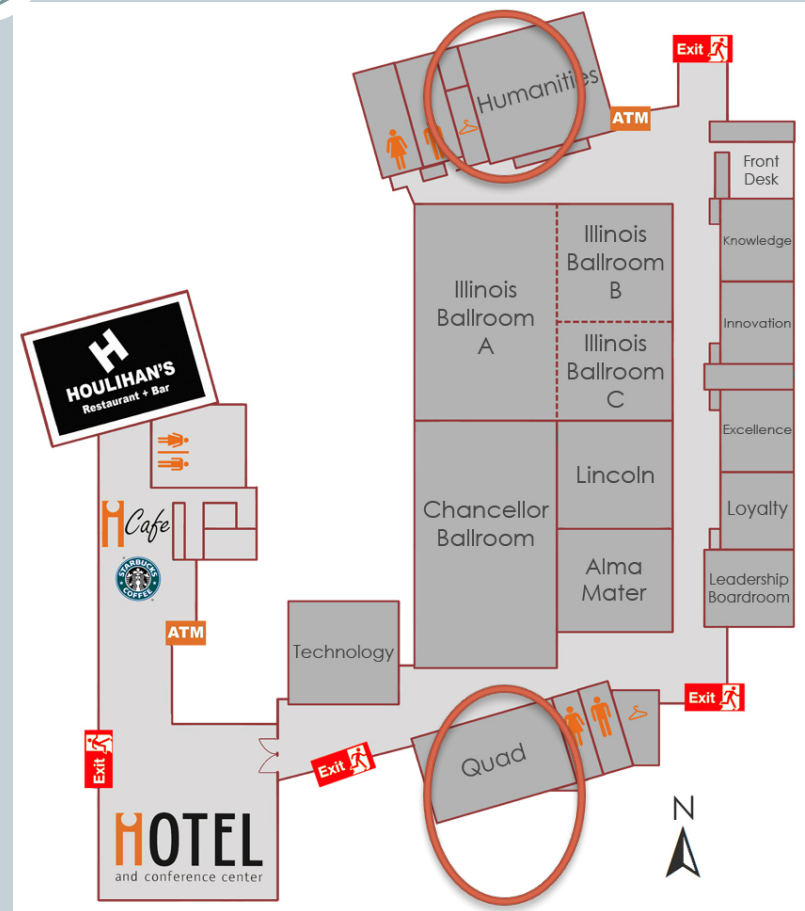 Exit
Humanities
ATM
Front
Desk
Knowledge
Illinois
Ballroom
B
Illinois
Ballroom
A
Innovation
Illinois
Ballroom
C
H
HOULIHAN'S
Restaurant + Bar
Excellence
Lincoln
Chancellor
Ballroom
Loyalty
Cafe
STARBUCKS
COFFEE
Alma
Mater
Leadership
Boardroom
ATM
Technology
Exit
Quad
Exit
Exit
HOTEL
and conference center
N